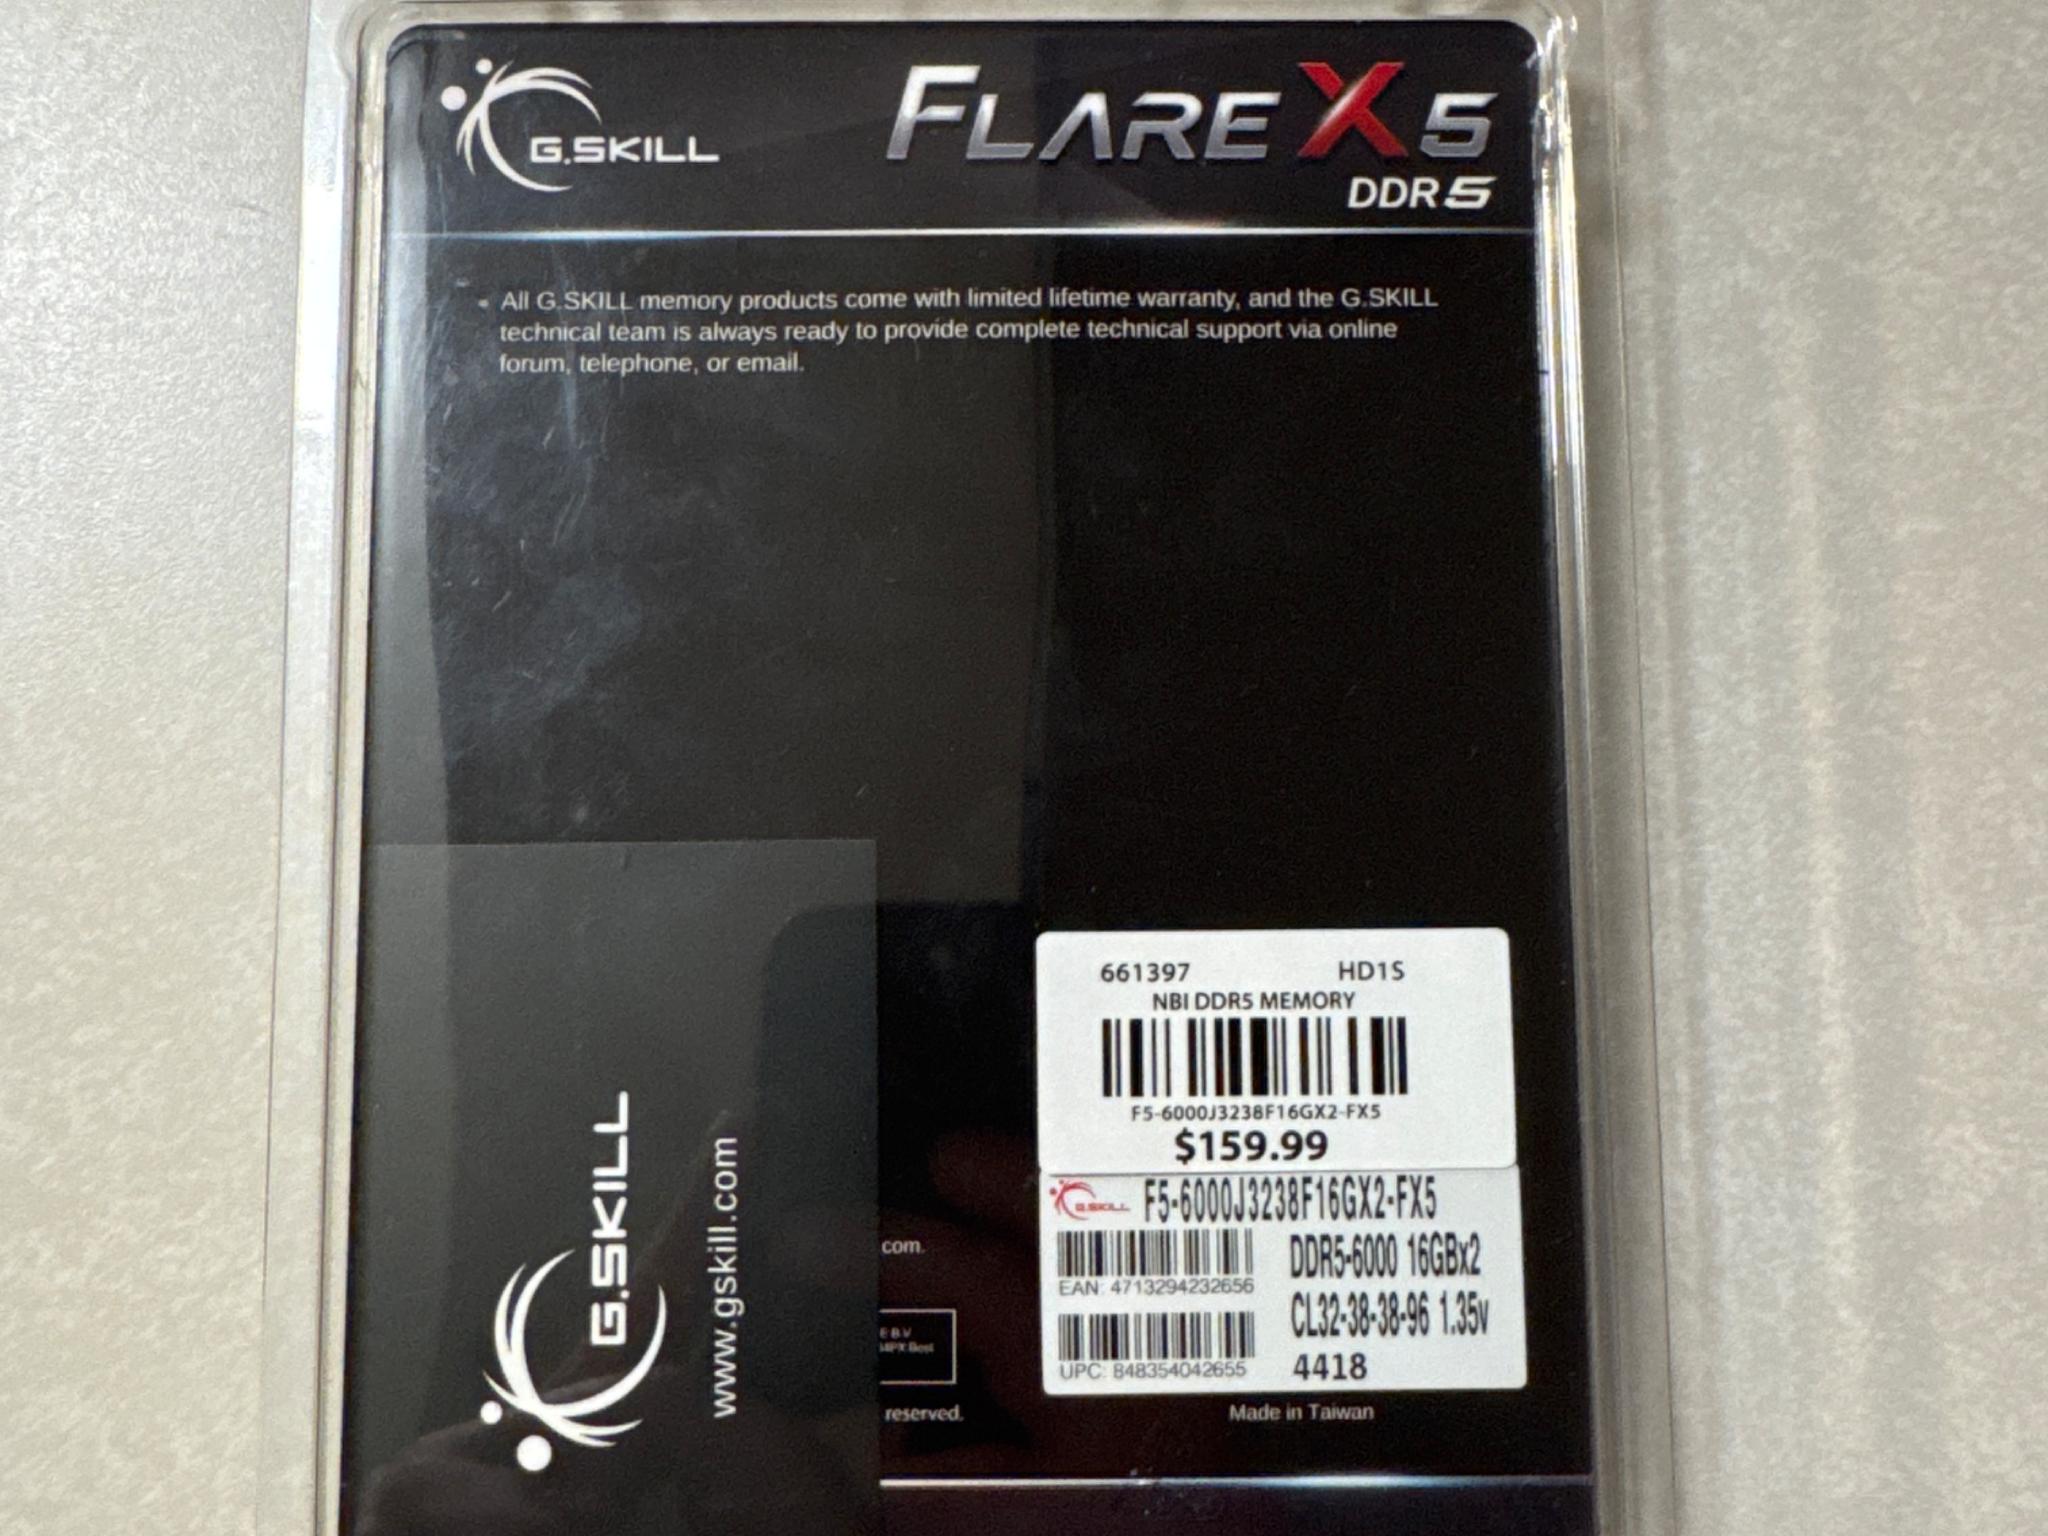 G.SKILL
FLARE X5
DDR5
All G.SKILL memory products come with limited lifetime warranty, and the G.SKILL
technical team is always ready to provide complete technical support via online
forum, telephone, or email.
661397 HD1S
NBI DDR5 MEMORY
F5-6000J3238F16GX2-FX5
$159.99
G.SKILL F5-6000J3238F16GX2-FX5
DDR5-6000 16GBx2
EAN: 4713294232656
CL32-38-38-96 1.35v
UPC: 848354042655
4418
Made in Taiwan
com.
E B.V
reserved.
G.SKILL
www.gskill.com